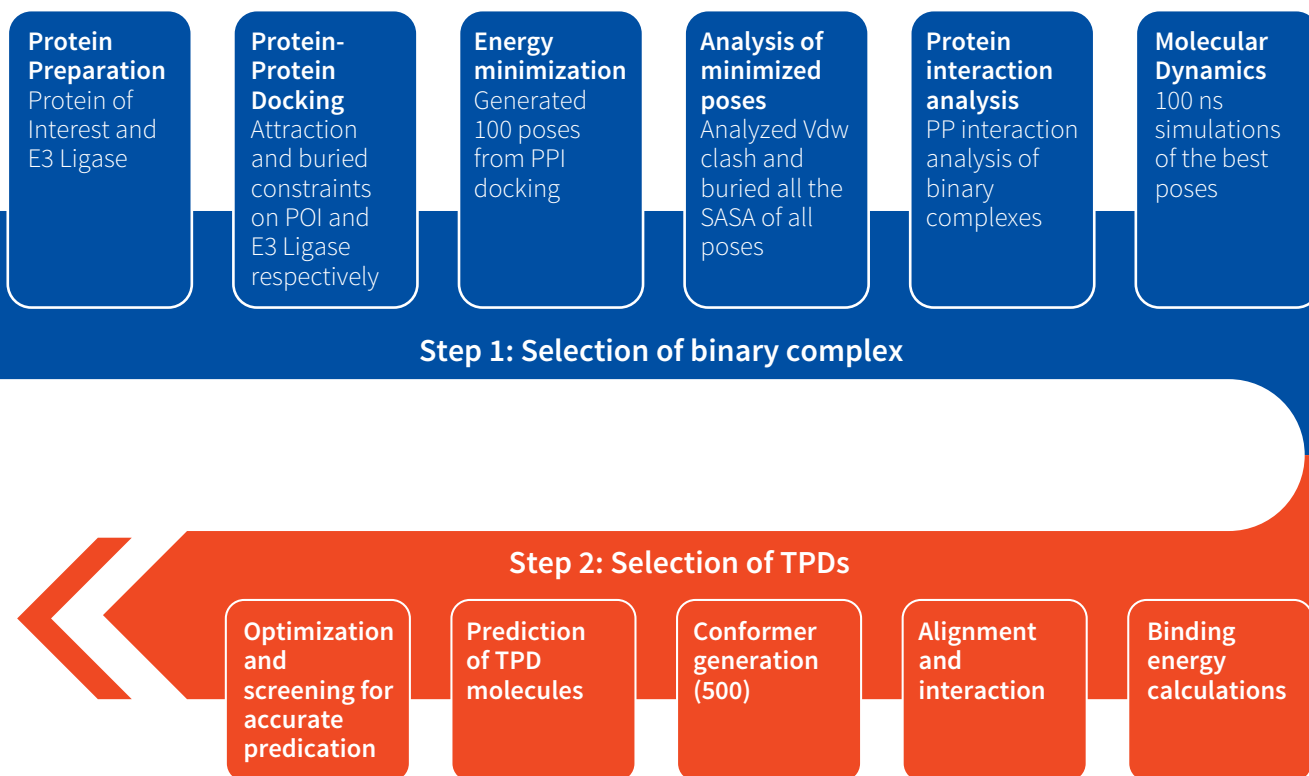 Protein
Preparation
Protein of
Interest and
E3 Ligase
Protein-
Protein
Docking
Attraction
and buried
constraints
on POI and
E3 Ligase
respectively
Energy
minimization
Generated
100 poses
from PPI
docking
Analysis of
minimized
poses
Analyzed Vdw
clash and
buried all the
SASA of all
poses
Protein
interaction
analysis
PP interaction
analysis of
binary
complexes
Molecular
Dynamics
100 ns
simulations
of the best
poses
Step 1: Selection of binary complex
Step 2: Selection of TPDs
Optimization
and
screening for
accurate
predication
Prediction
of TPD
molecules
Conformer
generation
(500)
Alignment
and
interaction
Binding
energy
calculations